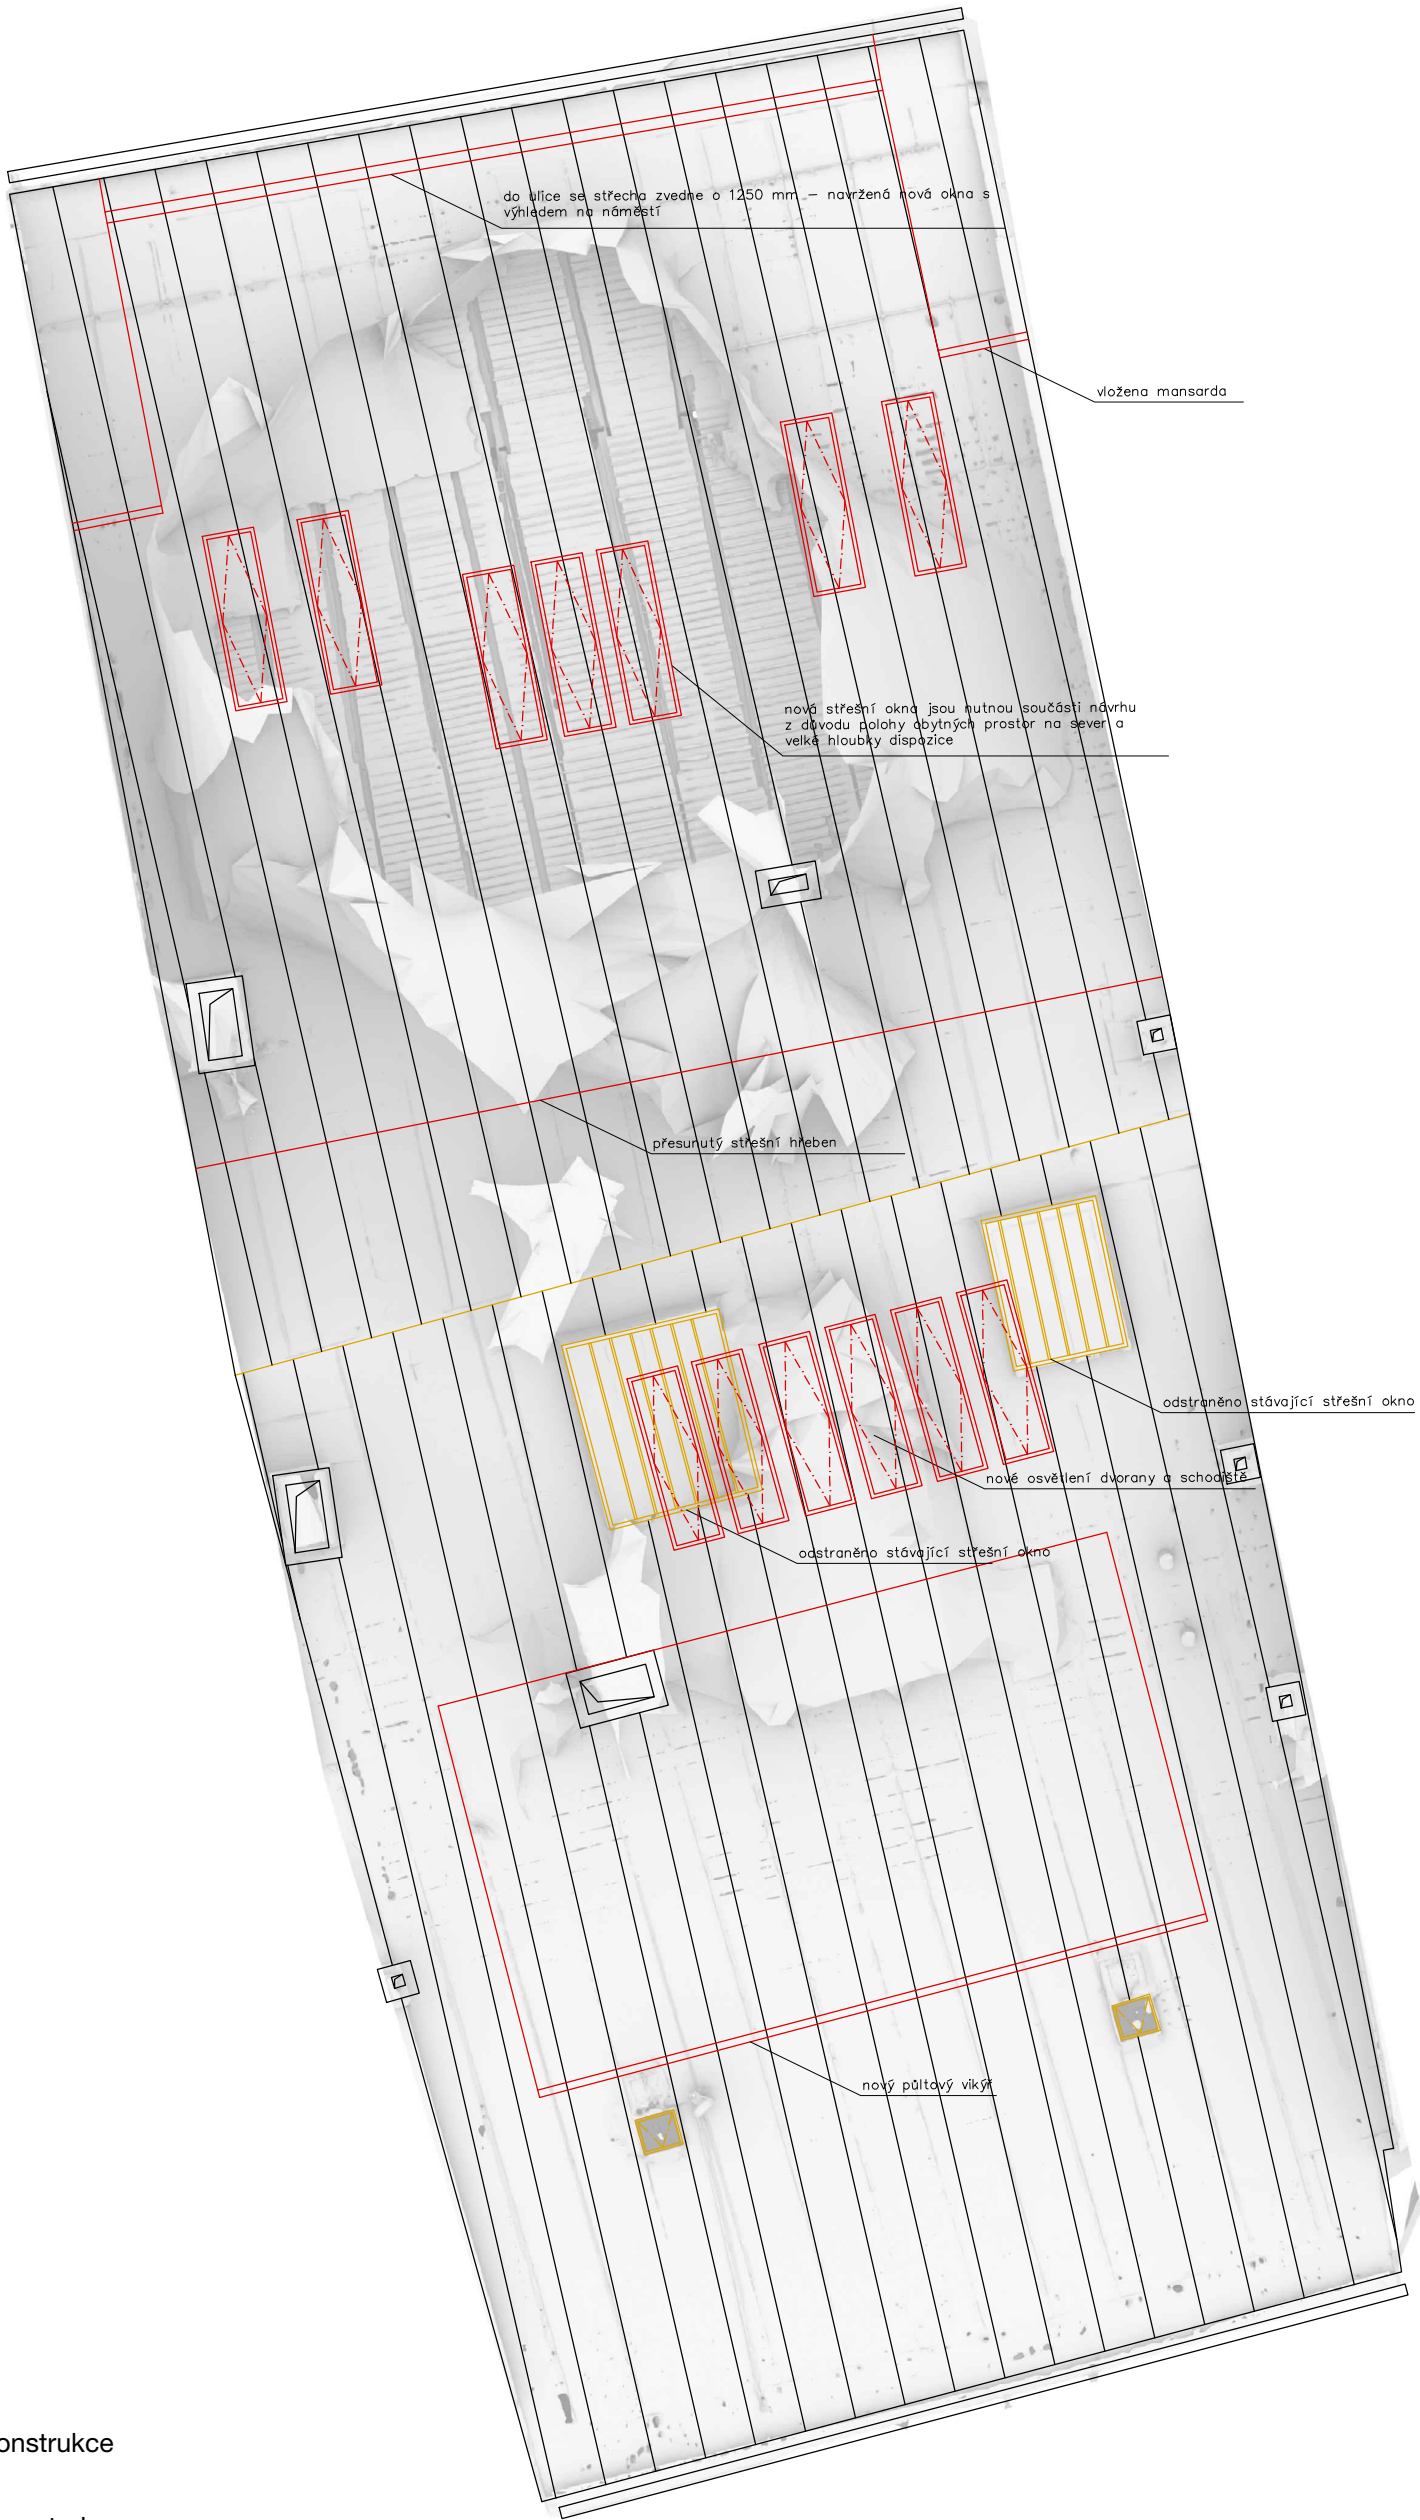 do ulice se střecha zvedne o 1250 mm – navržená nová okna s
výhledem na náměstí
vložena mansarda
nová střešní okna jsou nutnou součástí návrhu
z důvodu polohy obytných prostor na sever a
velké hloubky dispozice
přesunutý střešní hřeben
odstraněno stávající střešní okno
nové osvětlení dvorany a schodiště
odstraněno stávající střešní okno
nový půltový vikýř
onstrukce